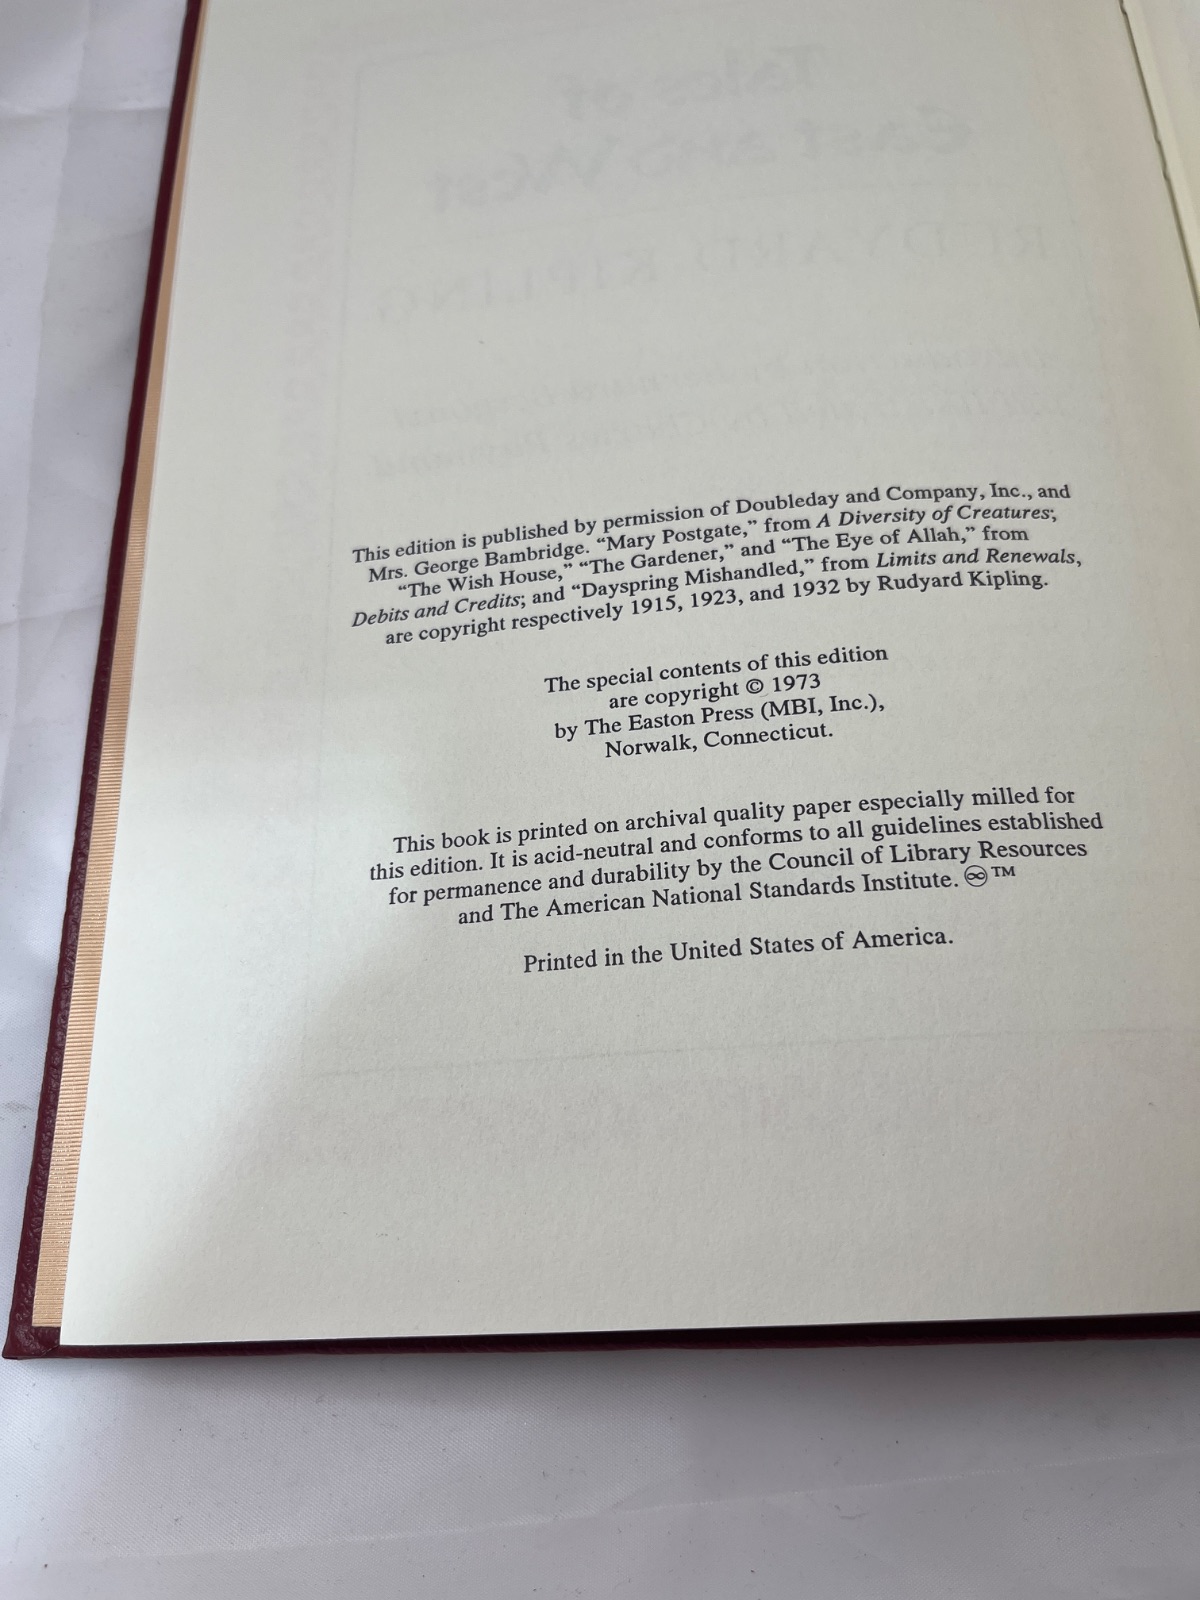 This edition is published by permission of Doubleday and Company, Inc., and
Mrs. George Bambridge. “Mary Postgate,” from A Diversity of Creatures;
“The Wish House,” “The Gardener,” and “The Eye of Allah,” from
Debits and Credits; and “Dayspring Mishandled,” from Limits and Renewals,
are copyright respectively 1915, 1923, and 1932 by Rudyard Kipling.
The special contents of this edition
are copyright © 1973
by The Easton Press (MBI, Inc.),
Norwalk, Connecticut.
This book is printed on archival quality paper especially milled for
this edition. It is acid-neutral and conforms to all guidelines established
for permanence and durability by the Council of Library Resources
and The American National Standards Institute. ♾™
Printed in the United States of America.